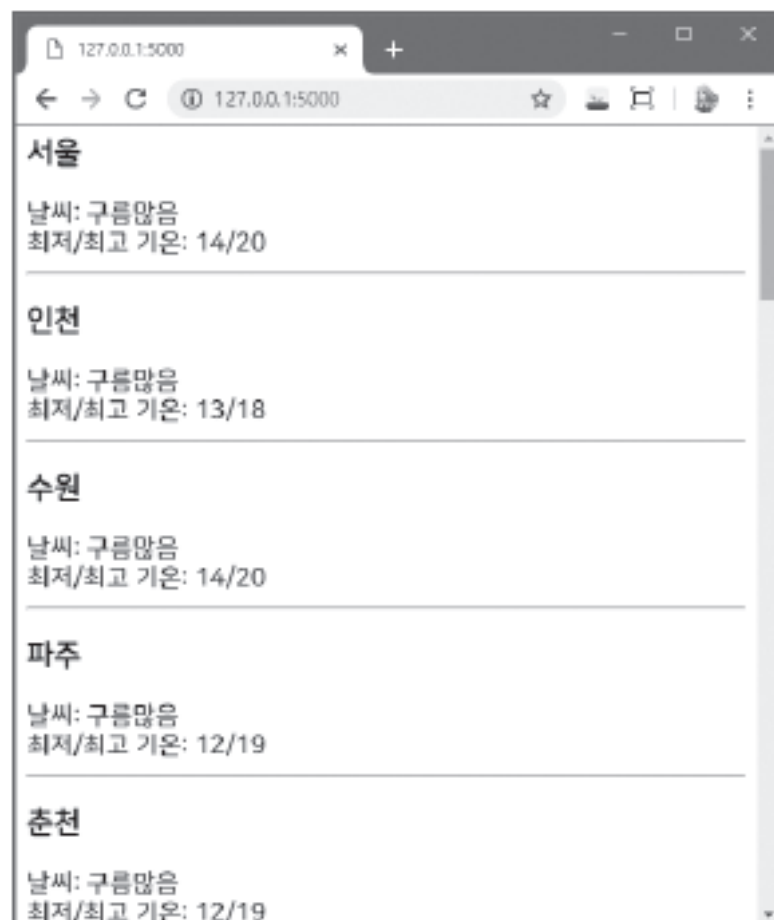 127.0.0.1:5000
127.0.0.1:5000
서울
날씨: 구름많음
최저/최고 기온: 14/20
인천
날씨: 구름많음
최저/최고 기온: 13/18
수원
날씨: 구름많음
최저/최고 기온: 14/20
파주
날씨: 구름많음
최저/최고 기온: 12/19
춘천
날씨: 구름많음
최저/최고 기온: 12/19